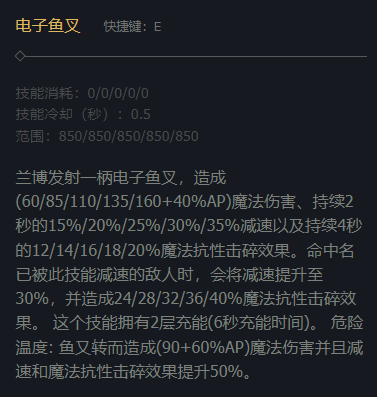 电子鱼叉 快捷键：E
技能消耗：0/0/0/0/0
技能冷却（秒）：0.5
范围：850/850/850/850/850
兰博发射一柄电子鱼叉，造成
(60/85/110/135/160+40%AP)魔法伤害、持续2
秒的15%/20%/25%/30%/35%减速以及持续4秒
的12/14/16/18/20%魔法抗性击碎效果。命中名
已被此技能减速的敌人时，会将减速提升至
30%，并造成24/28/32/36/40%魔法抗性击碎效
果。 这个技能拥有2层充能(6秒充能时间)。 危险
温度: 鱼叉转而造成(90+60%AP)魔法伤害并且减
速和魔法抗性击碎效果提升50%。